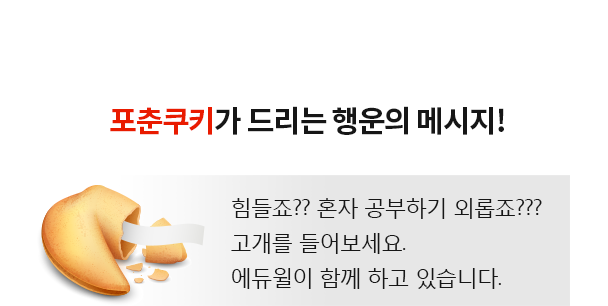 포춘쿠키가 드리는 행운의 메시지!
힘들죠?? 혼자 공부하기 외롭죠???
고개를 들어보세요.
에듀윌이 함께 하고 있습니다.